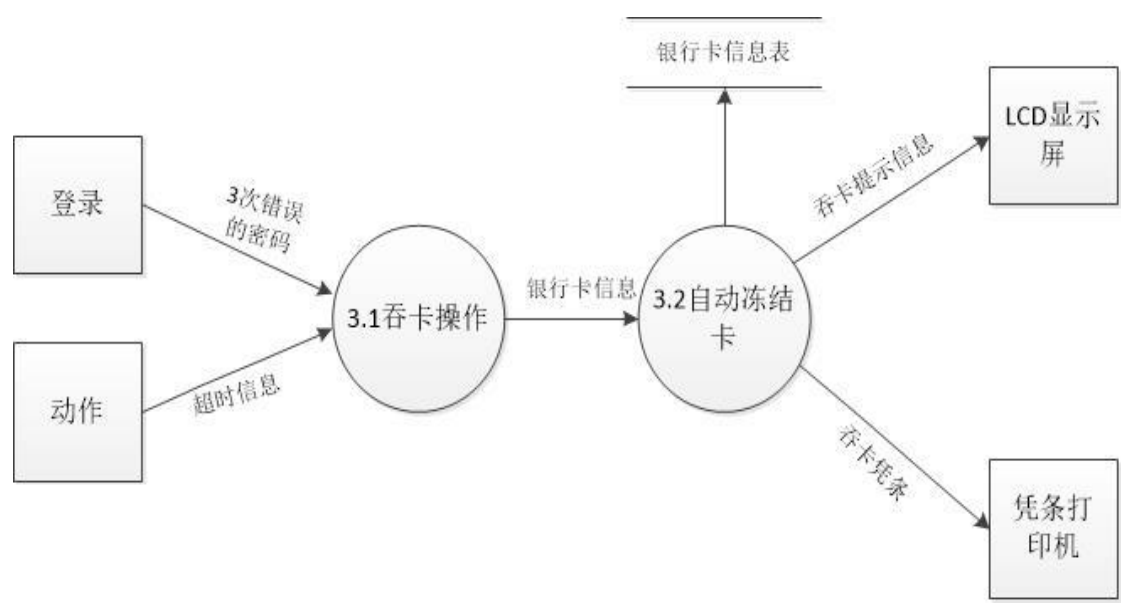 银行卡信息表
LCD显示
屏
登录
3次错误
的密码
吞卡提示信息
3.1吞卡操作
银行卡信息
3.2自动冻结
卡
动作
超时信息
吞卡凭条
凭条打
印机